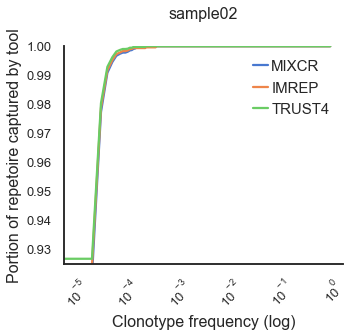 sample02
Portion of repetoire captured by tool
1.00
0.99
0.98
0.97
0.96
0.95
0.94
0.93
MIXCR
IMREP
TRUST4
10⁻⁵
10⁻⁴
10⁻³
10⁻²
10⁻¹
10⁰
Clonotype frequency (log)